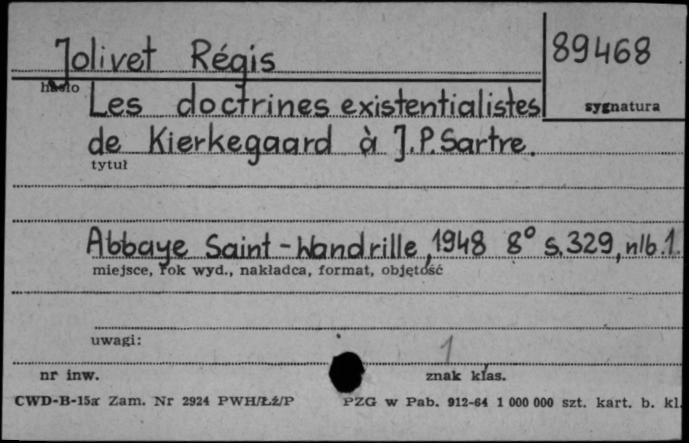 Jolivet Régis
89468
hasło
sygnatura
Les doctrines existentialistes
de Kierkegaard à J.P. Sartre.
tytuł
Abbaye Saint-Wandrille, 1948 8° s. 329, nlb. 1.
miejsce, rok wyd., nakładca, format, objętość
uwagi:
1
nr inw.
znak klas.
CWD-B-15a Zam. Nr 2924 PWH/Łź/P PZG w Pab. 912-64 1 000 000 szt. kart. b. kl.